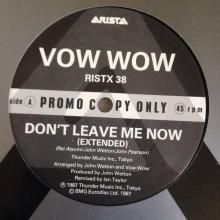 ARISTA
VOW WOW
RISTX 38
side A PROMO COPY ONLY 45 rpm
DON'T LEAVE ME NOW
(EXTENDED)
(Rei Atsumi-John Wetton-John Pearson)
Thunder Music Inc., Tokyo
Arranged by John Wetton and Vow Wow
Produced by John Wetton
Remixed by Ian Taylor
℗ 1987 Thunder Music Inc., Tokyo
© BMG Eurodisc Ltd. 1987